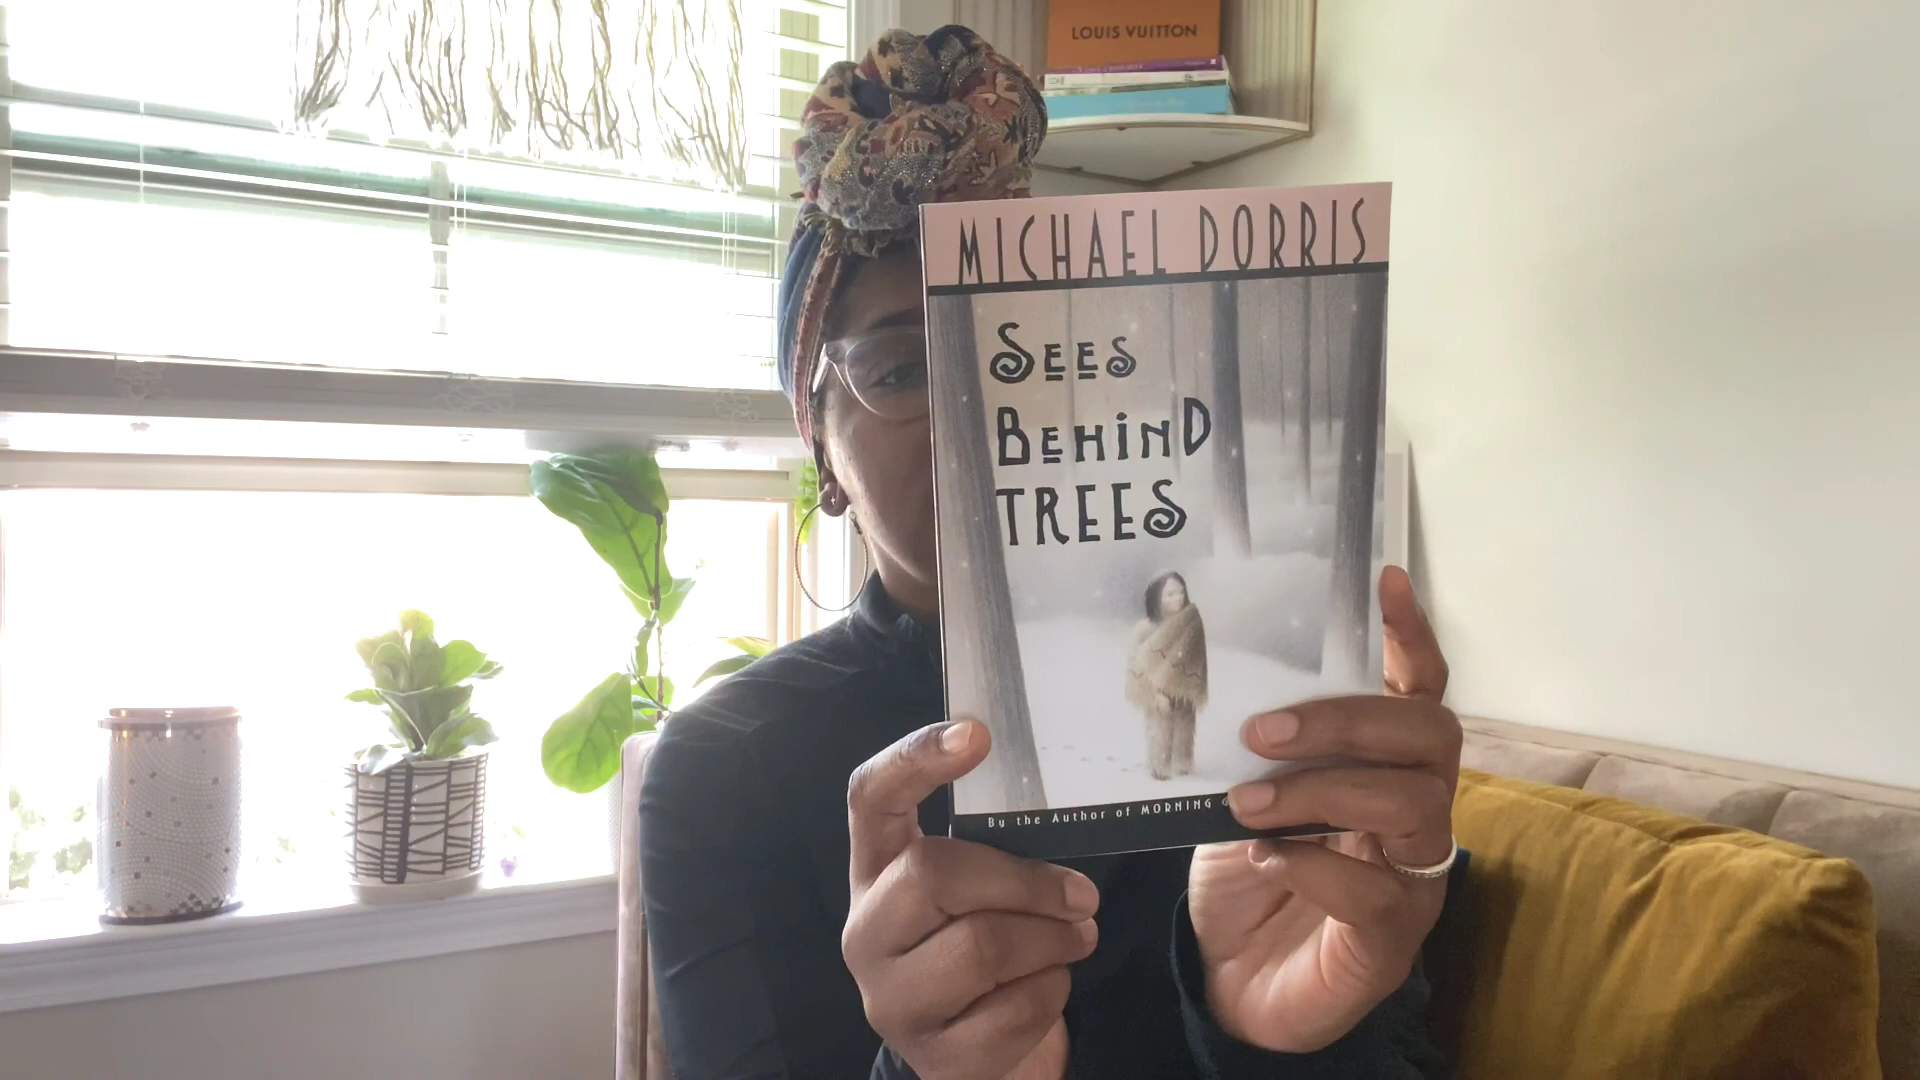 LOUIS VUITTON
MICHAEL DORRIS
SEES
BEHIND
TREES
By the Author of MORNING